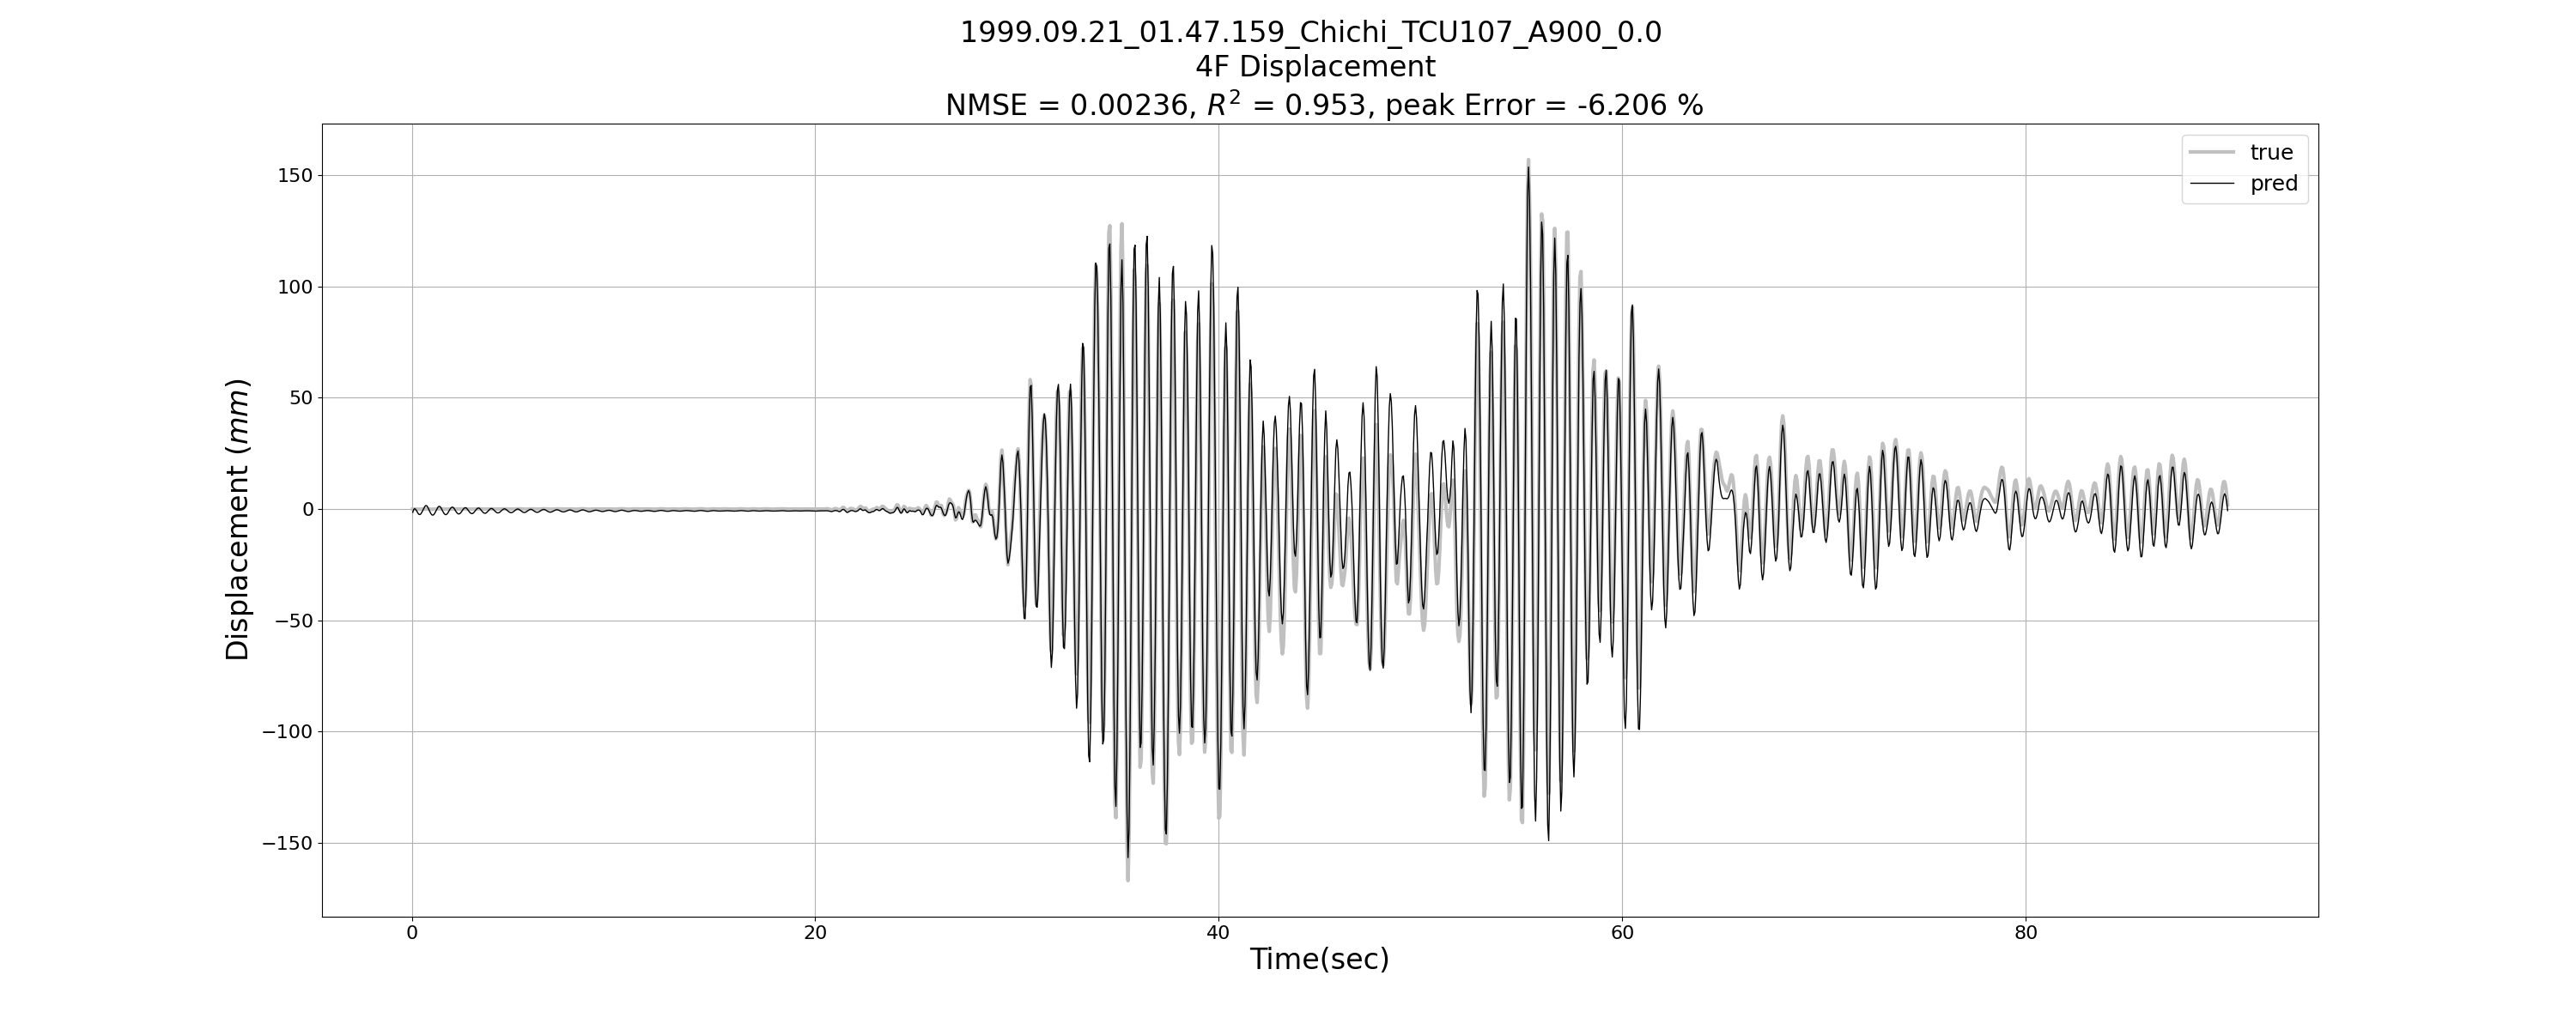 1999.09.21_01.47.159_Chichi_TCU107_A900_0.0
4F Displacement
NMSE = 0.00236, R² = 0.953, peak Error = -6.206 %
true
pred
Displacement (mm)
150
100
50
0
−50
−100
−150
0
20
40
60
80
Time(sec)